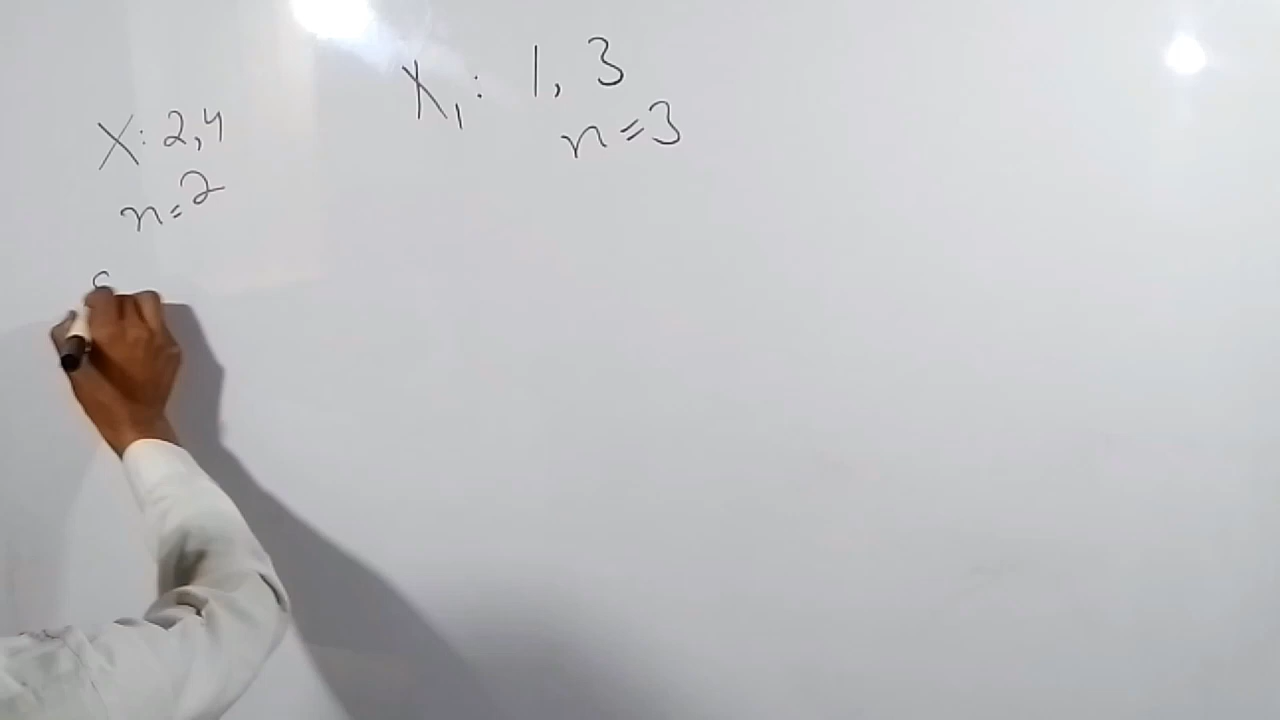 X: 2,4
n=2
X₁: 1, 3
n=3